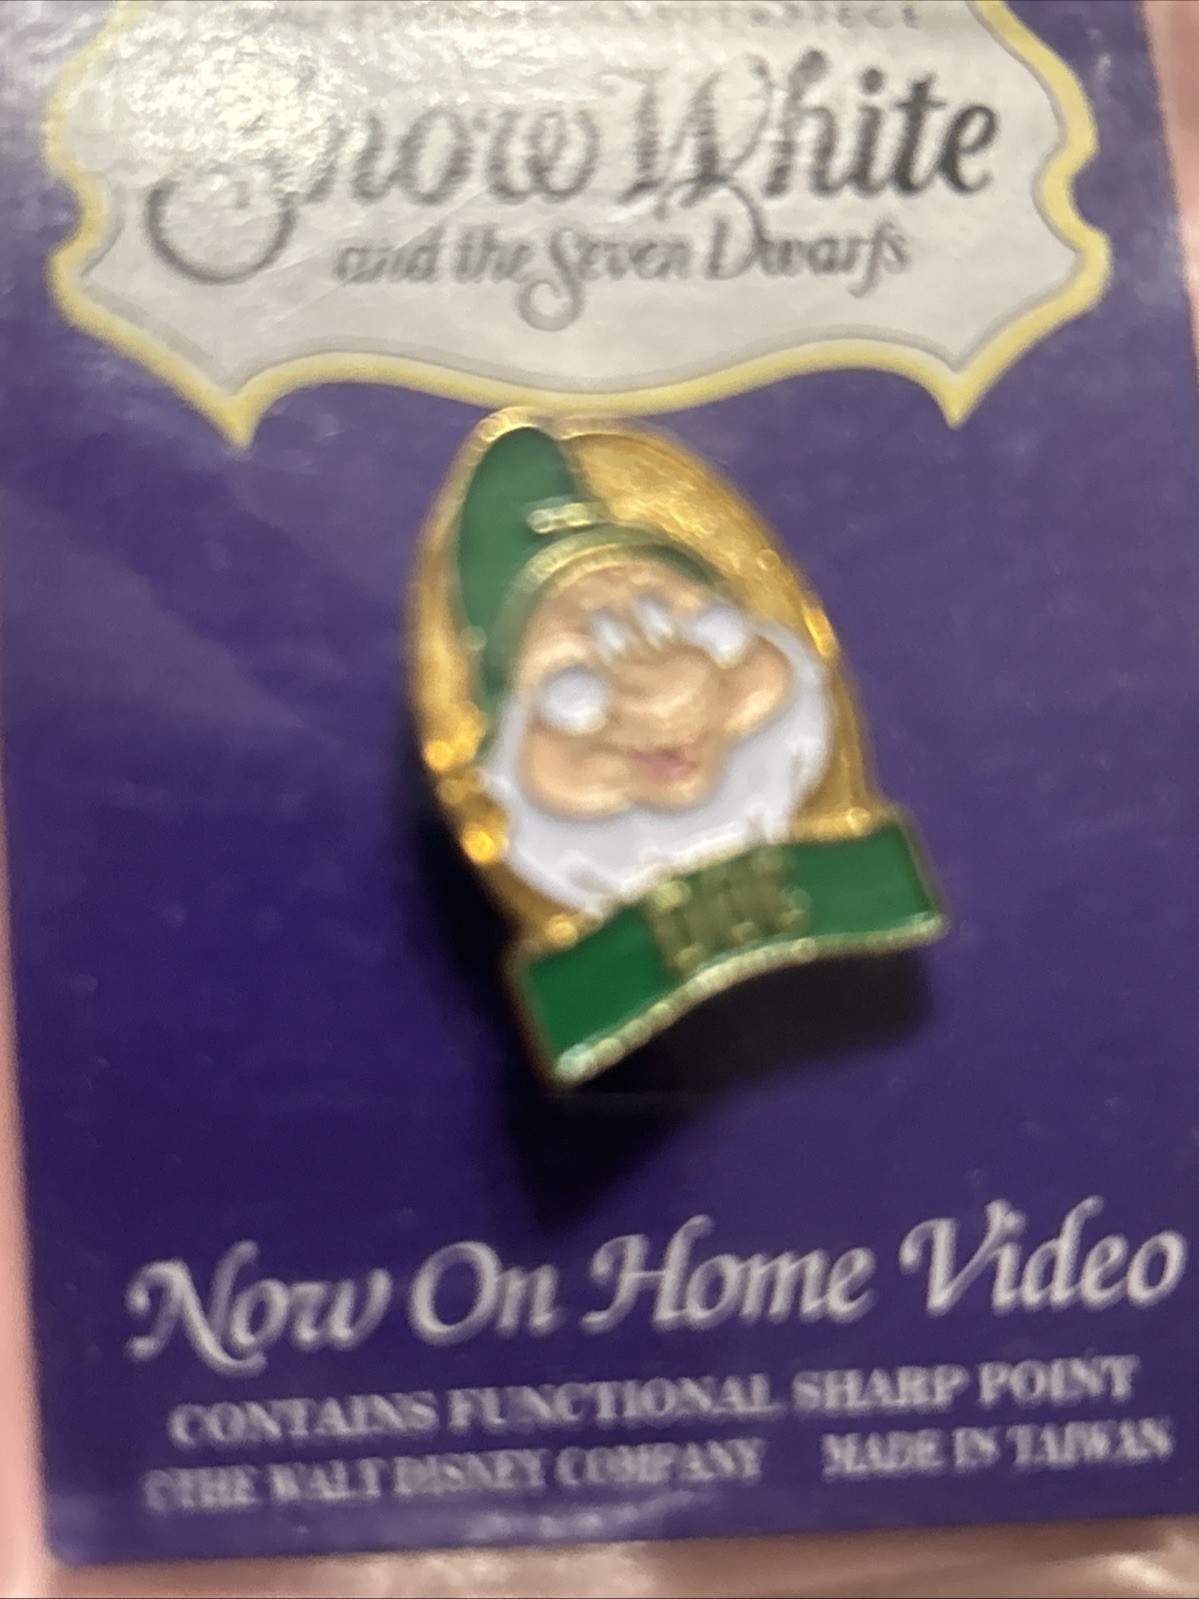 Snow White
and the Seven Dwarfs
Now On Home Video
CONTAINS FUNCTIONAL SHARP POINT
©THE WALT DISNEY COMPANY MADE IN TAIWAN